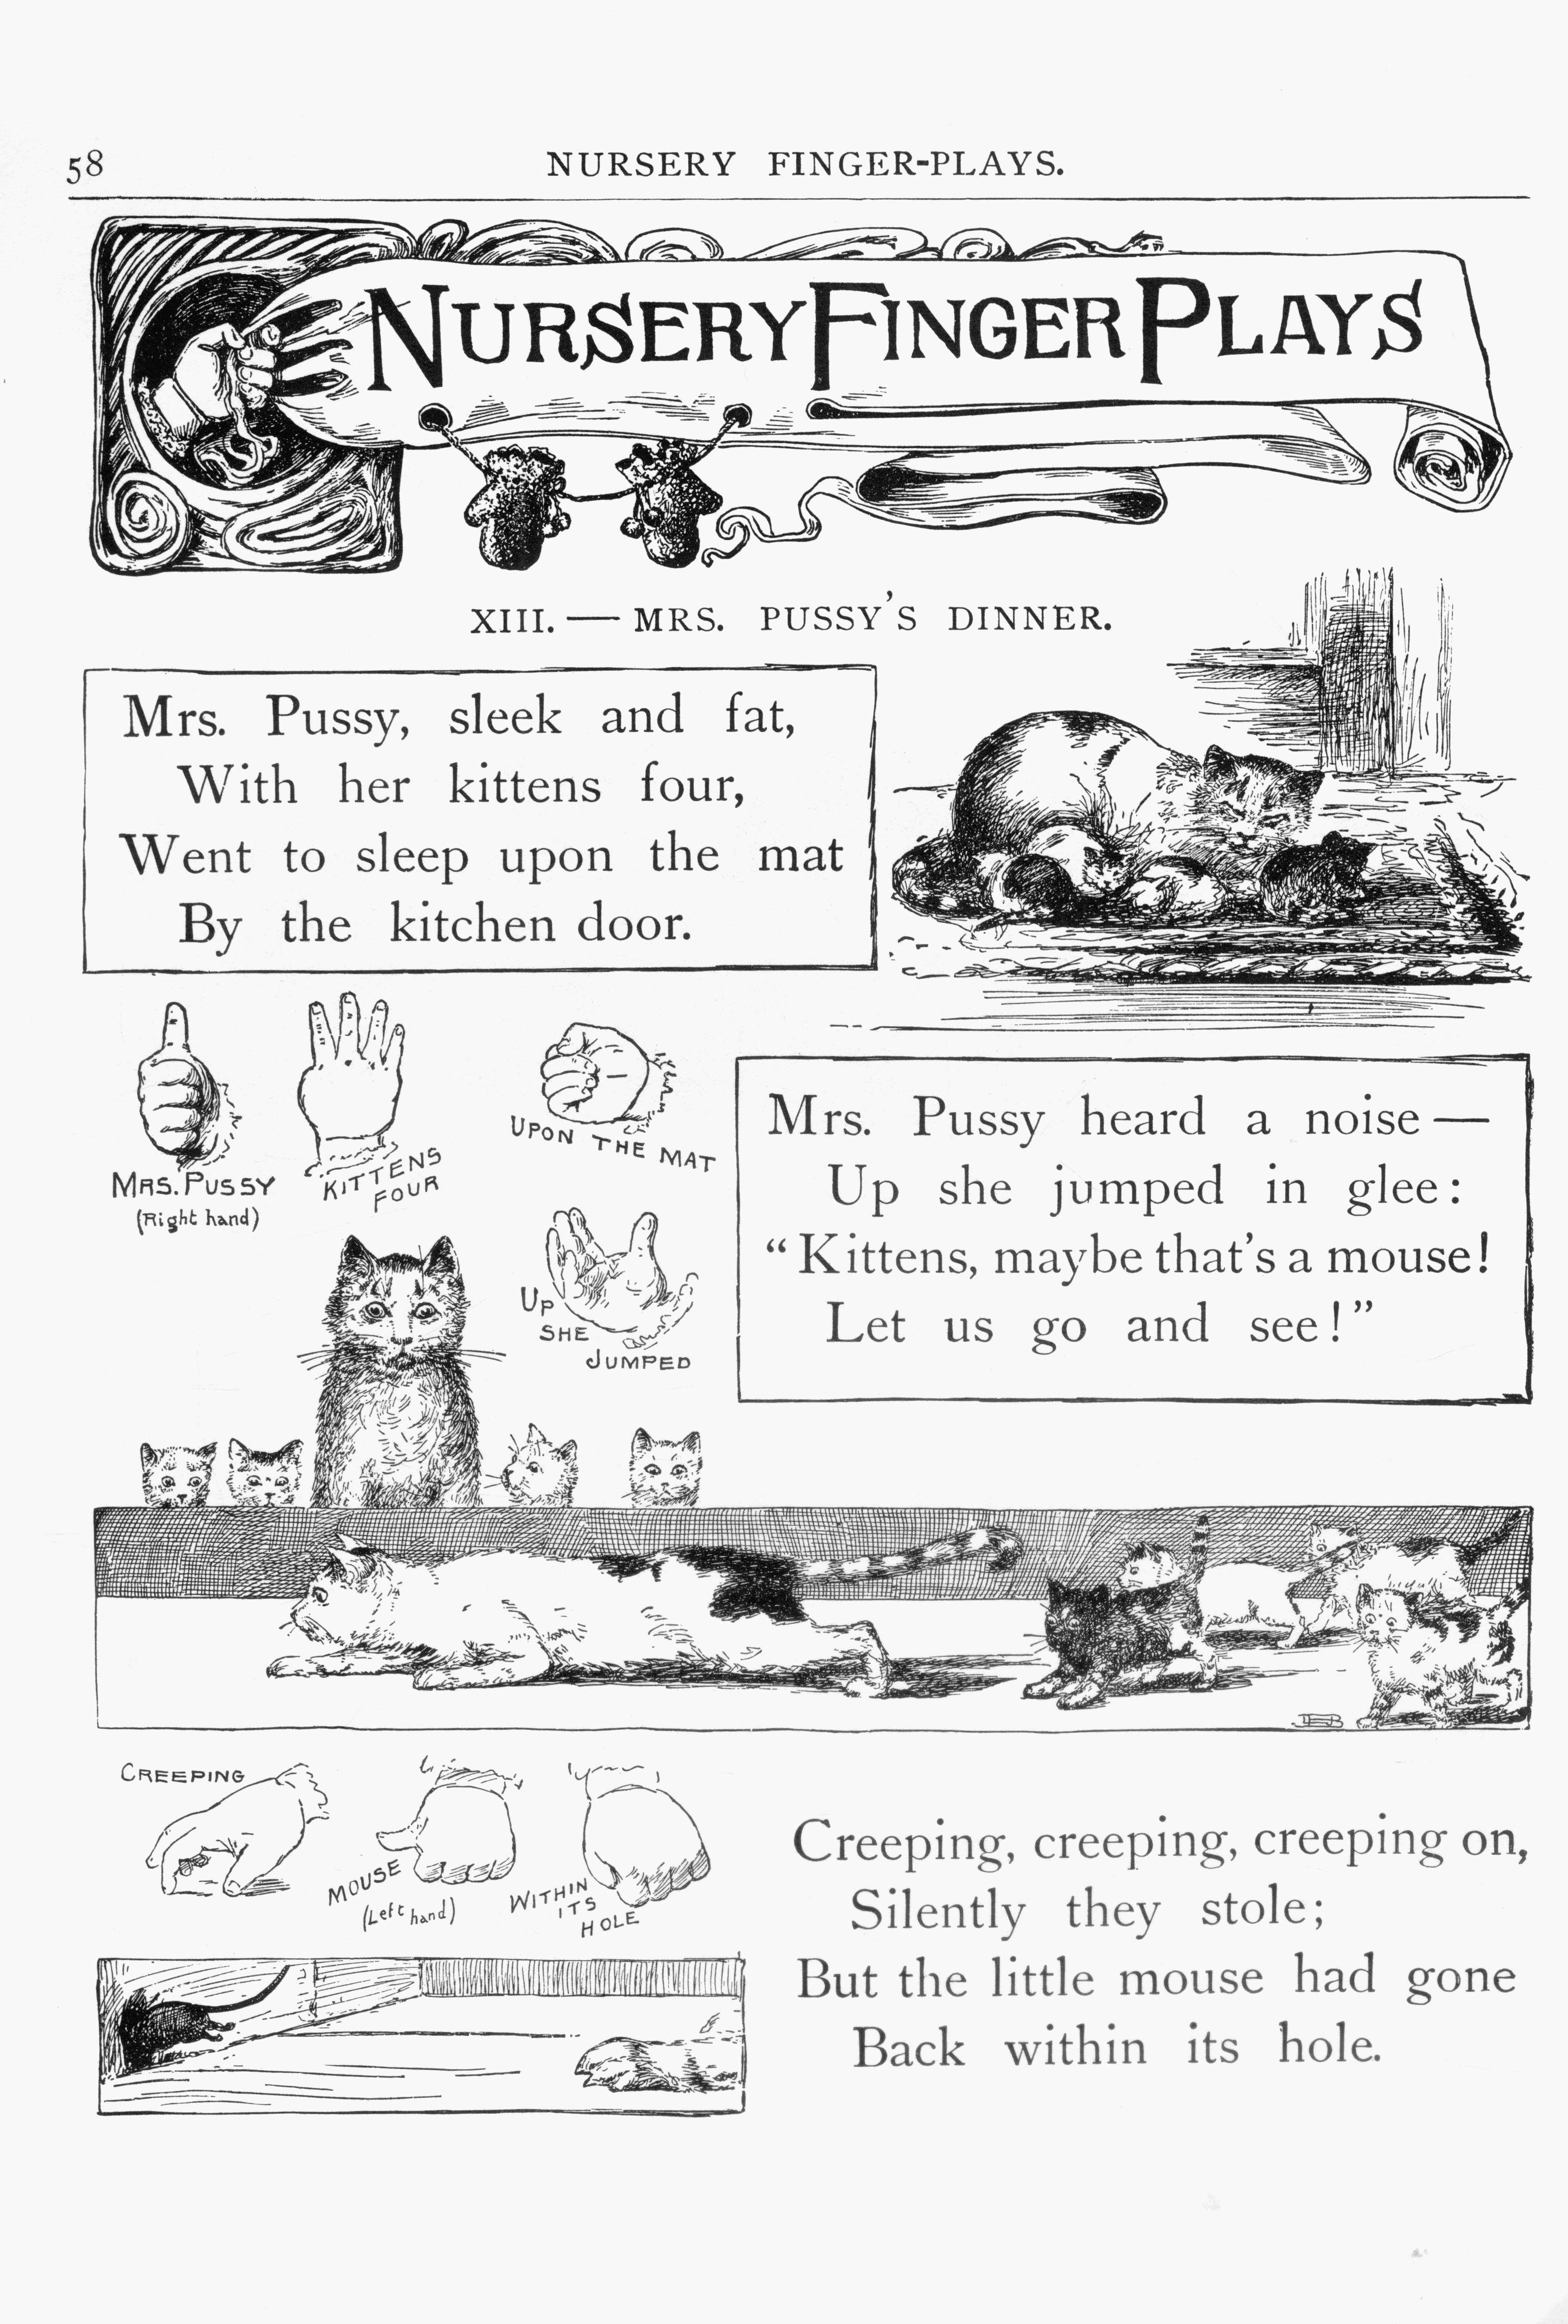 58
NURSERY FINGER-PLAYS.
NURSERY FINGER PLAYS
XIII. — MRS. PUSSY'S DINNER.
Mrs. Pussy, sleek and fat,
With her kittens four,
Went to sleep upon the mat
By the kitchen door.
MRS. PUSSY
(Right hand)
KITTENS
FOUR
UPON THE MAT
Mrs. Pussy heard a noise —
Up she jumped in glee:
“Kittens, maybe that's a mouse!
Let us go and see!”
UP
SHE
JUMPED
CREEPING
MOUSE
(Left hand)
WITHIN
ITS
HOLE
Creeping, creeping, creeping on,
Silently they stole;
But the little mouse had gone
Back within its hole.